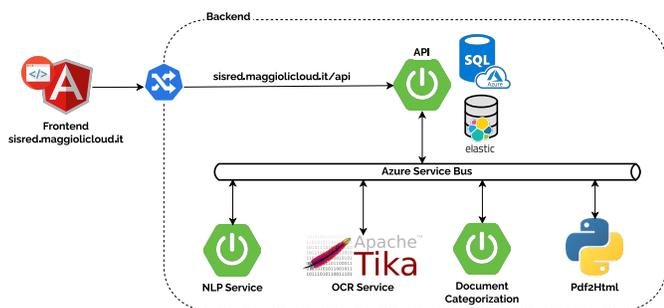 Backend
API
SQL
Azure
sisred.maggiolicloud.it/api
Frontend
sisred.maggiolicloud.it
elastic
Azure Service Bus
Apache™
Tika
NLP Service
OCR Service
Document
Categorization
Pdf2Html